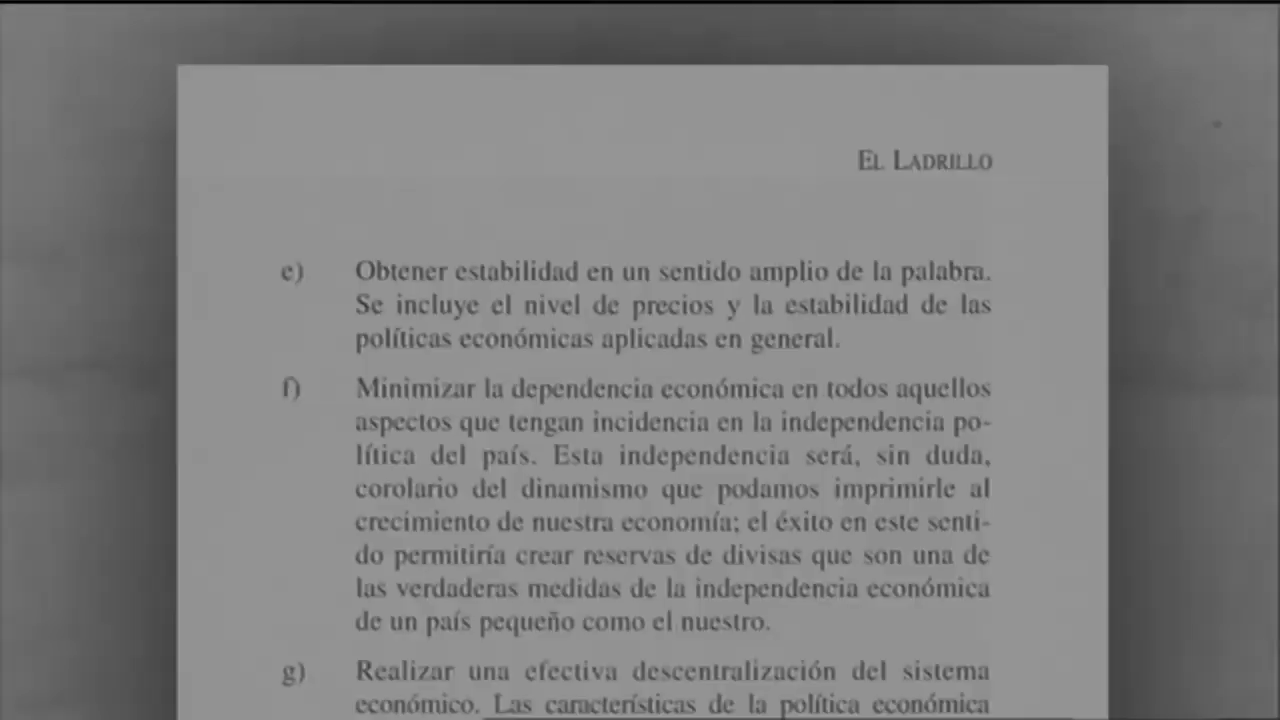 EL LADRILLO
e) Obtener estabilidad en un sentido amplio de la palabra.
Se incluye el nivel de precios y la estabilidad de las
políticas económicas aplicadas en general.
f) Minimizar la dependencia económica en todos aquellos
aspectos que tengan incidencia en la independencia po-
lítica del país. Esta independencia será, sin duda,
corolario del dinamismo que podamos imprimirle al
crecimiento de nuestra economía; el éxito en este senti-
do permitiría crear reservas de divisas que son una de
las verdaderas medidas de la independencia económica
de un país pequeño como el nuestro.
g) Realizar una efectiva descentralización del sistema
económico. Las características de la política económica